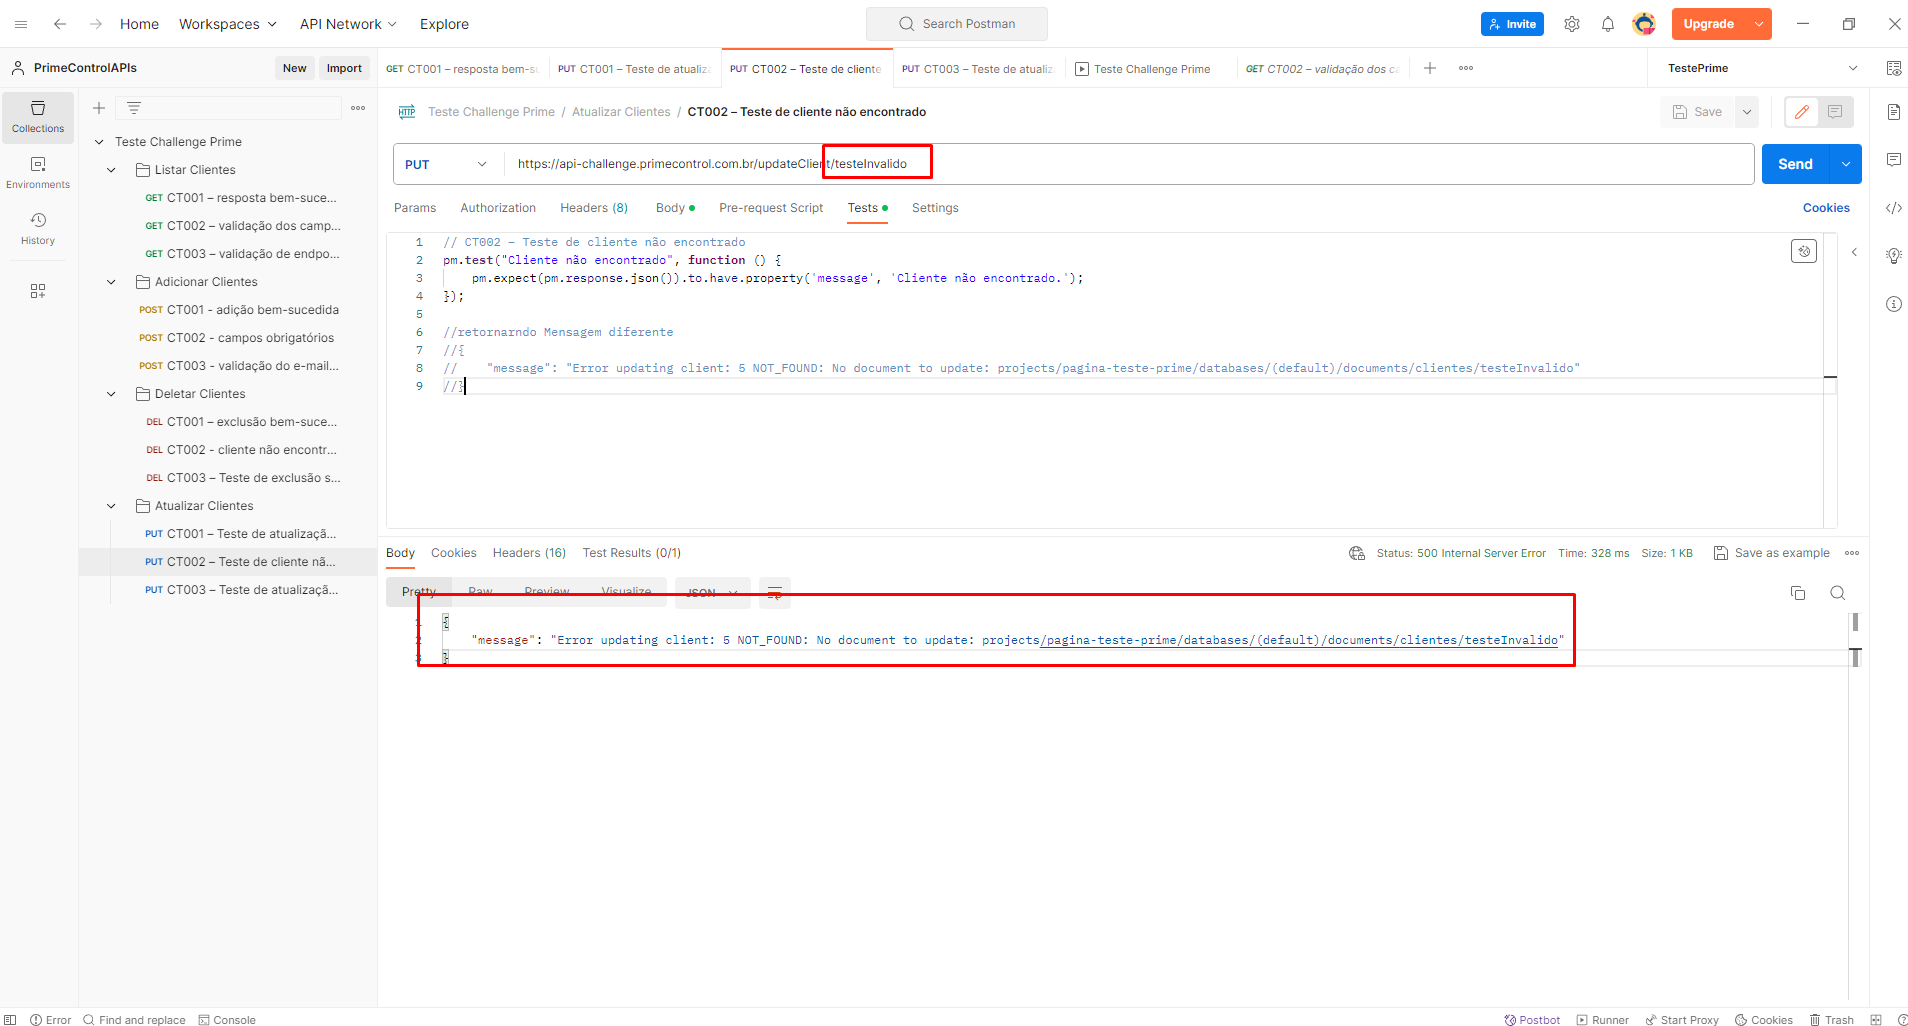 Home Workspaces API Network Explore
Search Postman
Invite
Upgrade
PrimeControlAPIs New Import
GET CT001 – resposta bem-su
PUT CT001 – Teste de atualiza
PUT CT002 – Teste de cliente
PUT CT003 – Teste de atualiz
Teste Challenge Prime
GET CT002 – validação dos ca
TestePrime
Collections
Environments
History
Teste Challenge Prime
Listar Clientes
GET CT001 – resposta bem-suce...
GET CT002 – validação dos camp...
GET CT003 – validação de endpo...
Adicionar Clientes
POST CT001 - adição bem-sucedida
POST CT002 - campos obrigatórios
POST CT003 - validação do e-mail...
Deletar Clientes
DEL CT001 – exclusão bem-suce...
DEL CT002 - cliente não encontr...
DEL CT003 – Teste de exclusão s...
Atualizar Clientes
PUT CT001 – Teste de atualizaçã...
PUT CT002 – Teste de cliente nã...
PUT CT003 – Teste de atualizaçã...
HTTP Teste Challenge Prime / Atualizar Clientes / CT002 – Teste de cliente não encontrado
Save
PUT https://api-challenge.primecontrol.com.br/updateClient/testeInvalido
Send
Params Authorization Headers (8) Body Pre-request Script Tests Settings
Cookies
1 // CT002 – Teste de cliente não encontrado
2 pm.test("Cliente não encontrado", function () {
3 pm.expect(pm.response.json()).to.have.property('message', 'Cliente não encontrado.');
4 });
5
6 //retornarndo Mensagem diferente
7 //{
8 // "message": "Error updating client: 5 NOT_FOUND: No document to update: projects/pagina-teste-prime/databases/(default)/documents/clientes/testeInvalido"
9 //}
Body Cookies Headers (16) Test Results (0/1)
Status: 500 Internal Server Error Time: 328 ms Size: 1 KB Save as example
Pretty Raw Preview Visualize JSON
1 {
2 "message": "Error updating client: 5 NOT_FOUND: No document to update: projects/pagina-teste-prime/databases/(default)/documents/clientes/testeInvalido"
3 }
Error Find and replace Console
Postbot Runner Start Proxy Cookies Trash